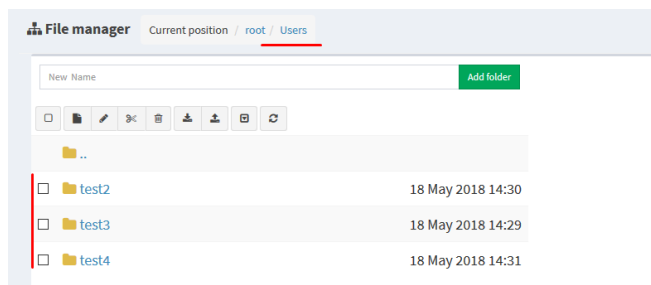 File manager Current position / root / Users
New Name Add folder
..
test2 18 May 2018 14:30
test3 18 May 2018 14:29
test4 18 May 2018 14:31